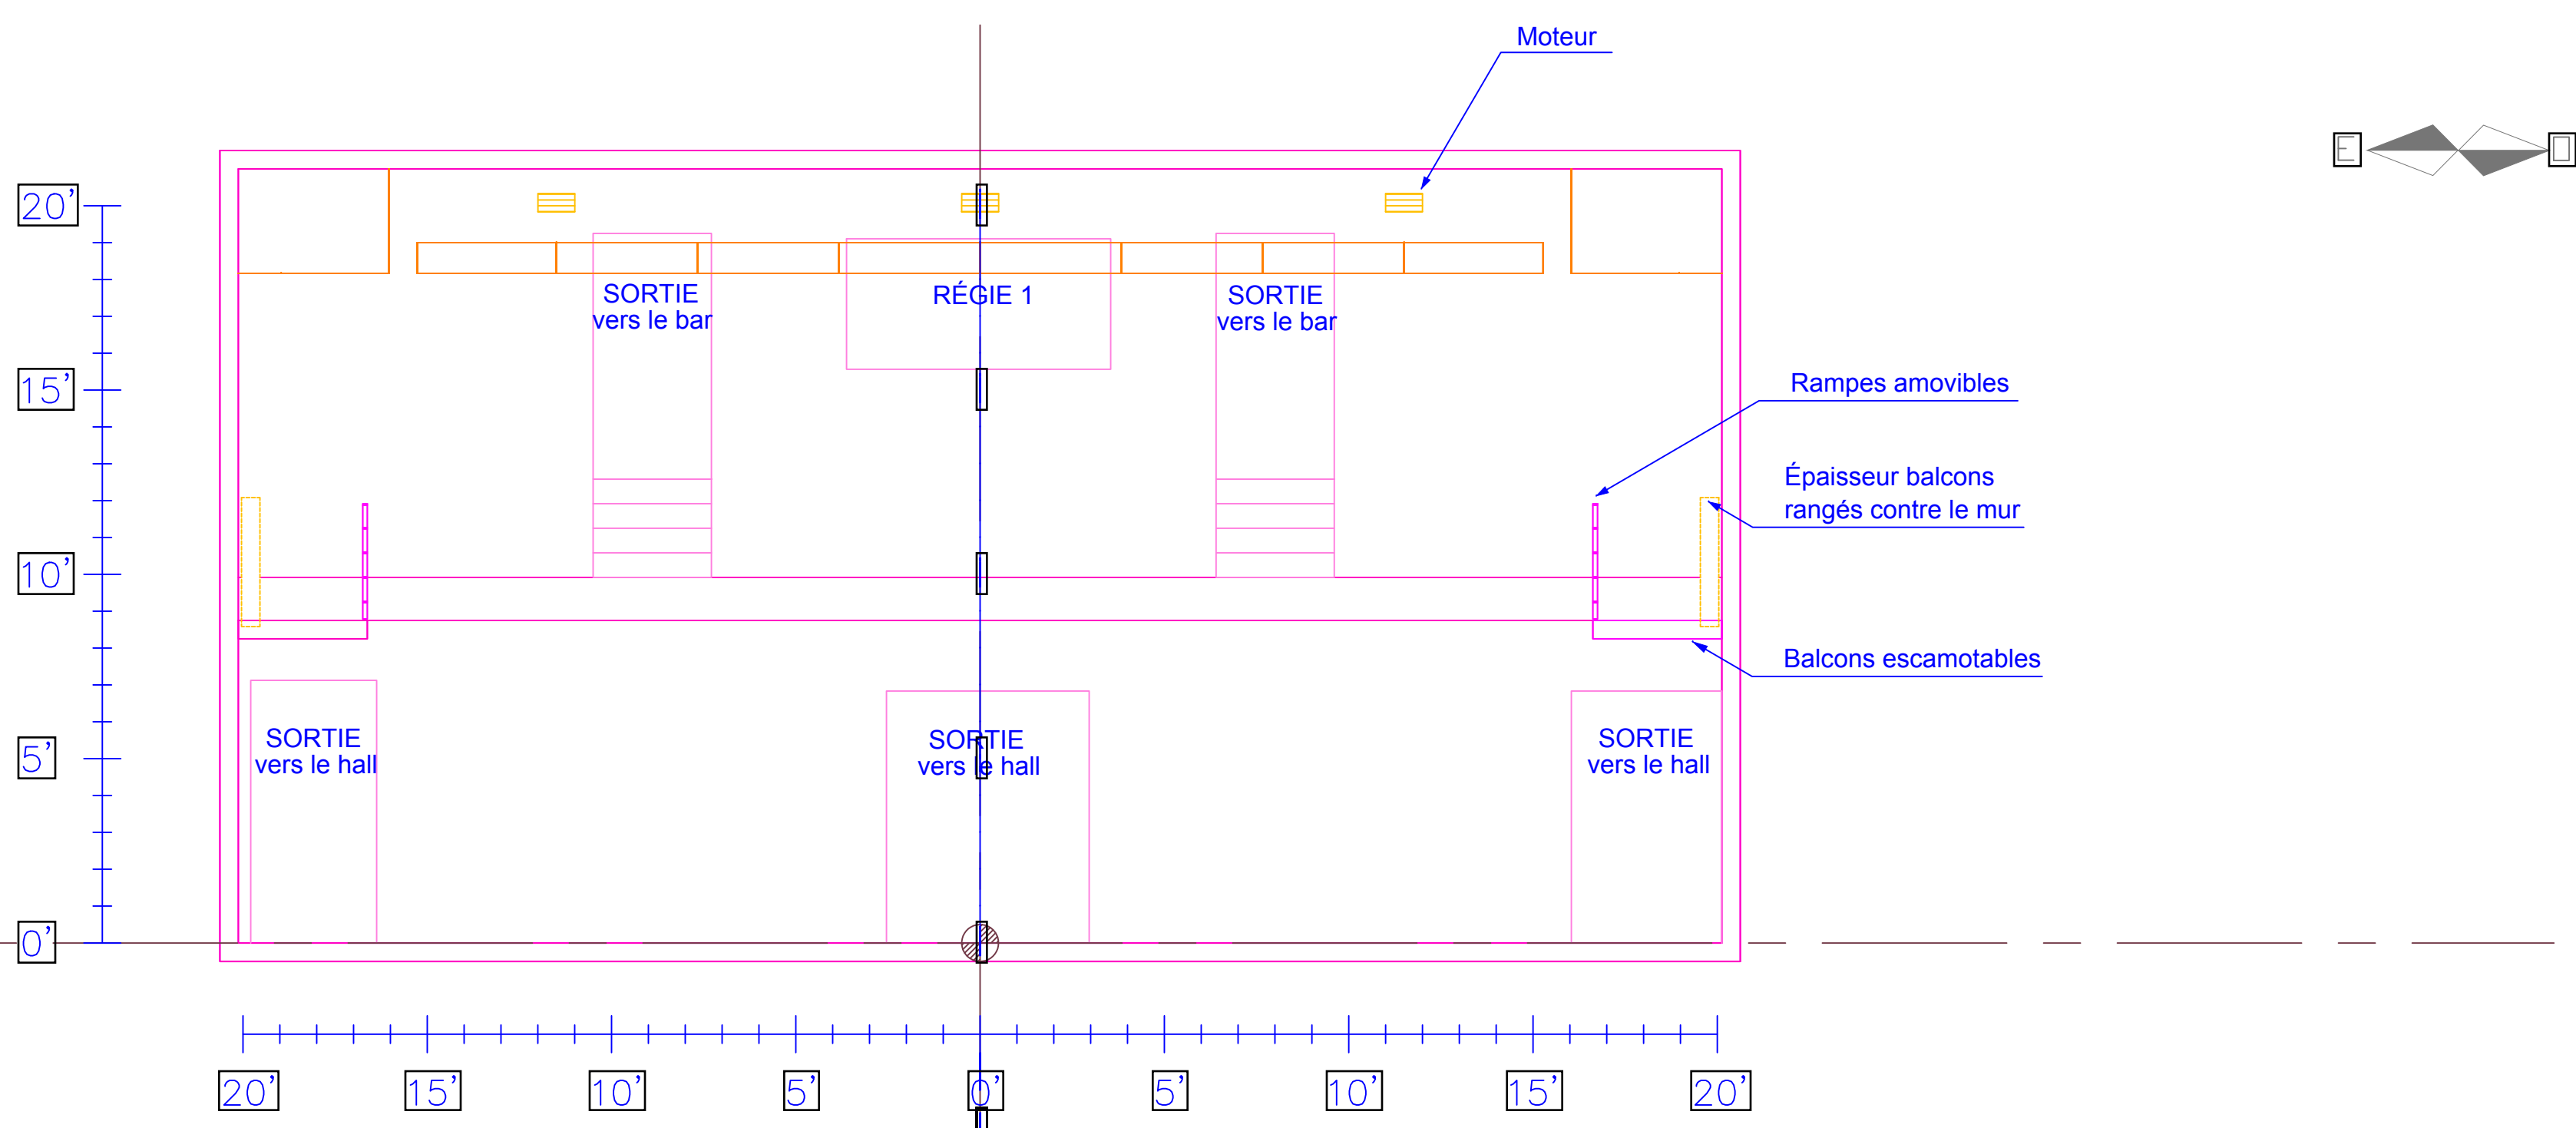 Moteur
E
O
20'
SORTIE
vers le bar
RÉGIE 1
SORTIE
vers le bar
15'
Rampes amovibles
Épaisseur balcons
rangés contre le mur
10'
Balcons escamotables
5'
SORTIE
vers le hall
SORTIE
vers le hall
SORTIE
vers le hall
0'
20'
15'
10'
5'
0'
5'
10'
15'
20'